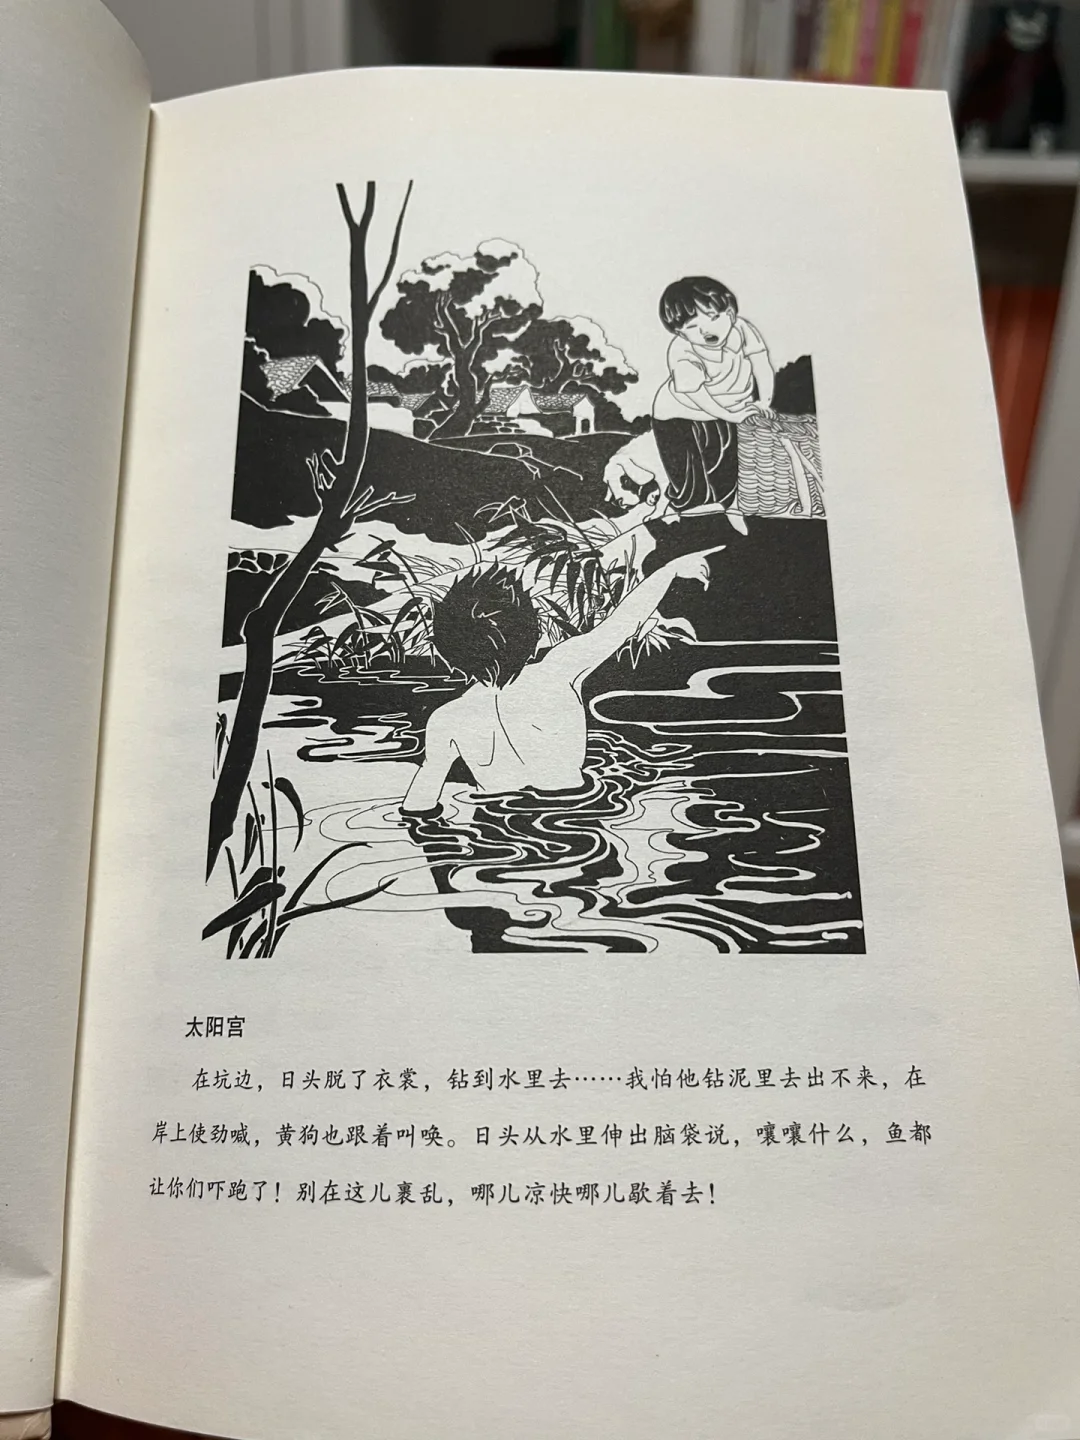 太阳宫
在坑边，日头脱了衣裳，钻到水里去……我怕他钻泥里去出不来，在
岸上使劲喊，黄狗也跟着叫唤。日头从水里伸出脑袋说，嚷嚷什么，鱼都
让你们吓跑了！别在这儿裹乱，哪儿凉快哪儿歇着去！